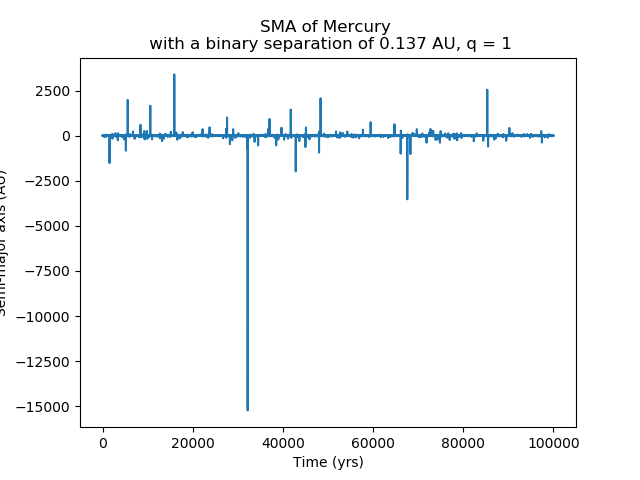 SMA of Mercury
with a binary separation of 0.137 AU, q = 1
2500
0
−2500
−5000
−7500
−10000
−12500
−15000
Semi-major axis (AU)
0 20000 40000 60000 80000 100000
Time (yrs)